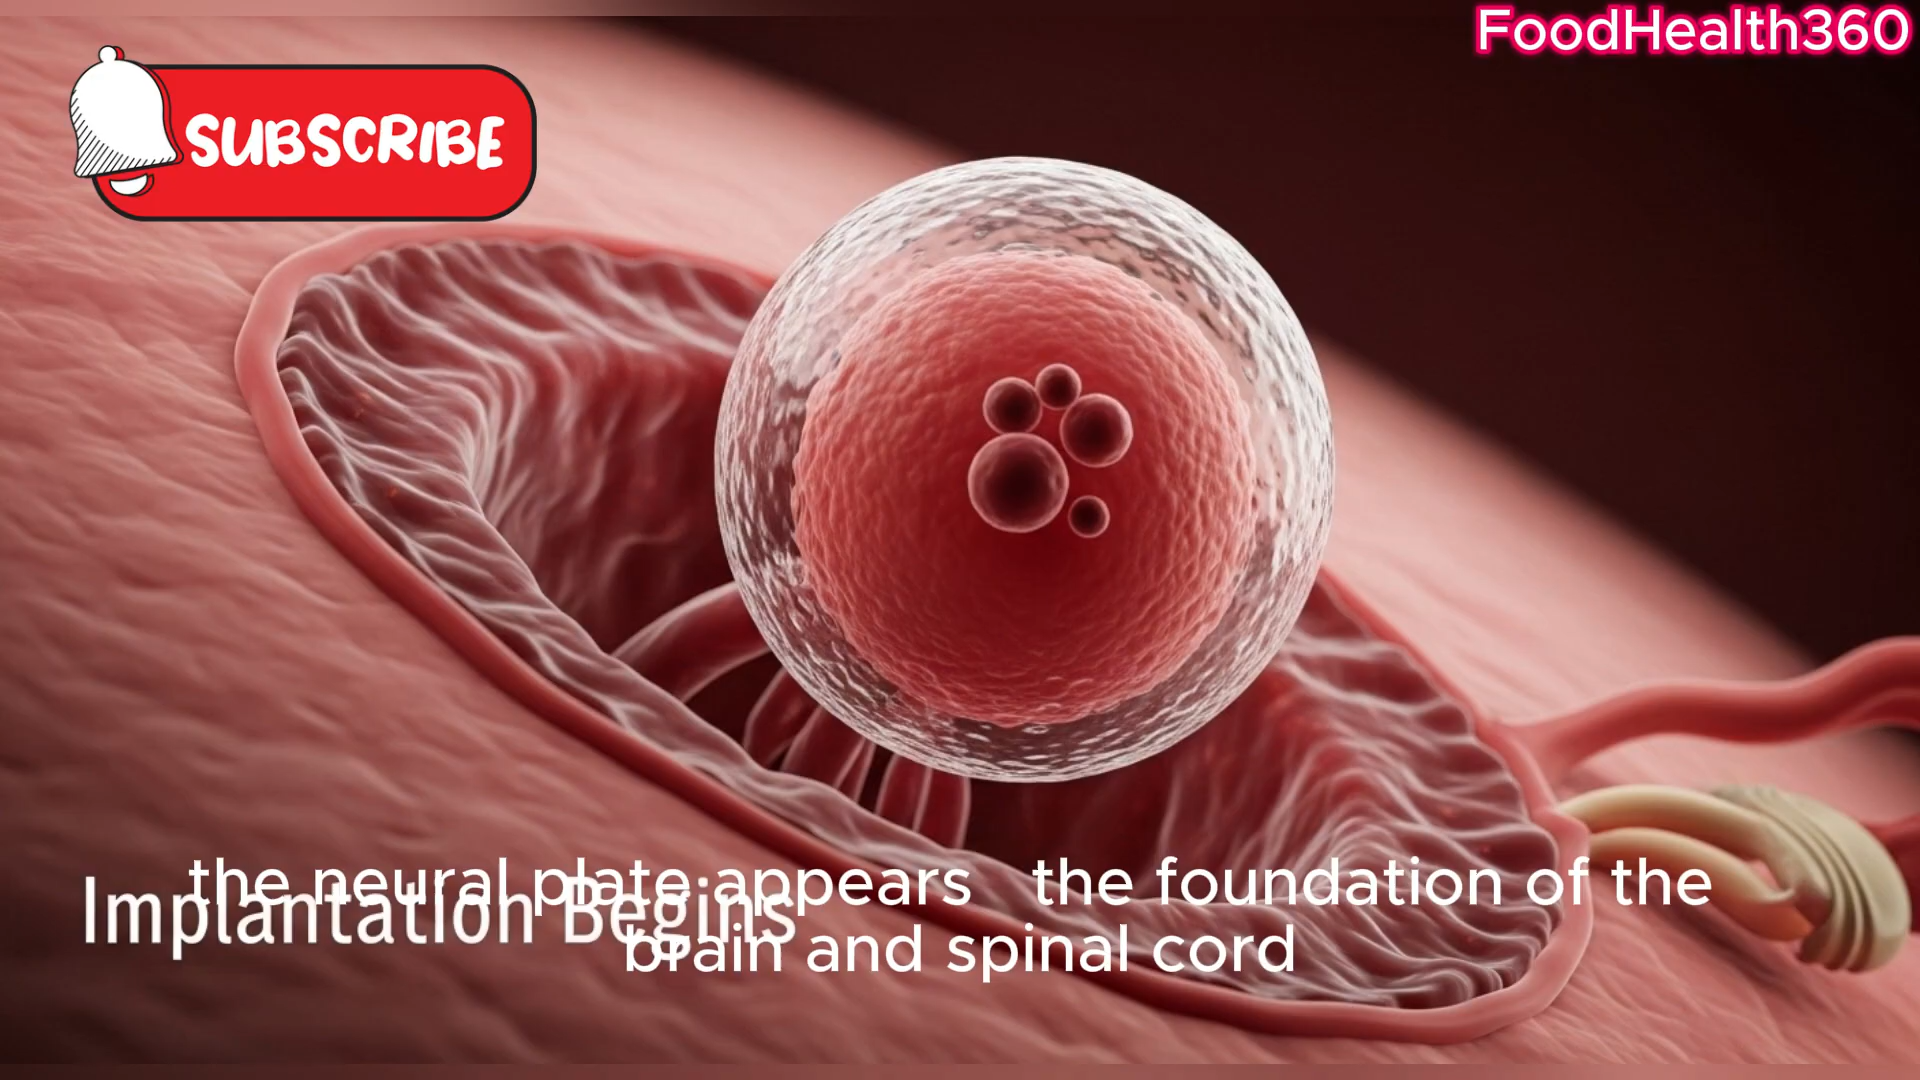 FoodHealth360
SUBSCRIBE
the neural plate appears the foundation of the
Implantation Begins
brain and spinal cord